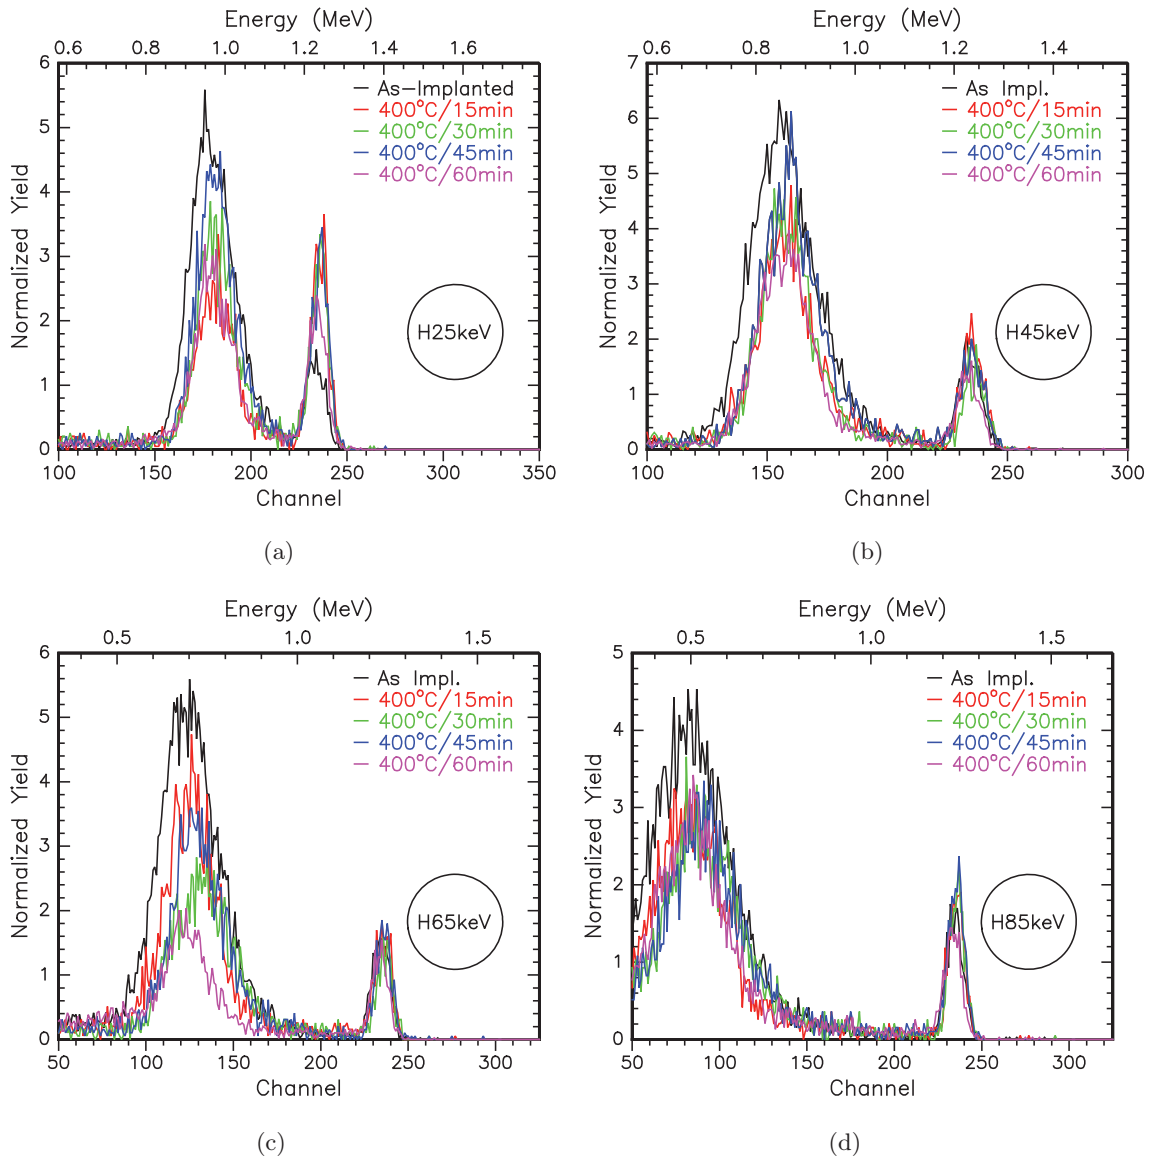 Energy (MeV)
0.6 0.8 1.0 1.2 1.4 1.6
6
5
4
3
2
1
0
Normalized Yield
As-Implanted
400°C/15min
400°C/30min
400°C/45min
400°C/60min
H25keV
100 150 200 250 300 350
Channel
(a)
Energy (MeV)
0.6 0.8 1.0 1.2 1.4
7
6
5
4
3
2
1
0
Normalized Yield
As Impl.
400°C/15min
400°C/30min
400°C/45min
400°C/60min
H45keV
100 150 200 250 300
Channel
(b)
Energy (MeV)
0.5 1.0 1.5
6
5
4
3
2
1
0
Normalized Yield
As Impl.
400°C/15min
400°C/30min
400°C/45min
400°C/60min
H65keV
50 100 150 200 250 300
Channel
(c)
Energy (MeV)
0.5 1.0 1.5
5
4
3
2
1
0
Normalized Yield
As Impl.
400°C/15min
400°C/30min
400°C/45min
400°C/60min
H85keV
50 100 150 200 250 300
Channel
(d)